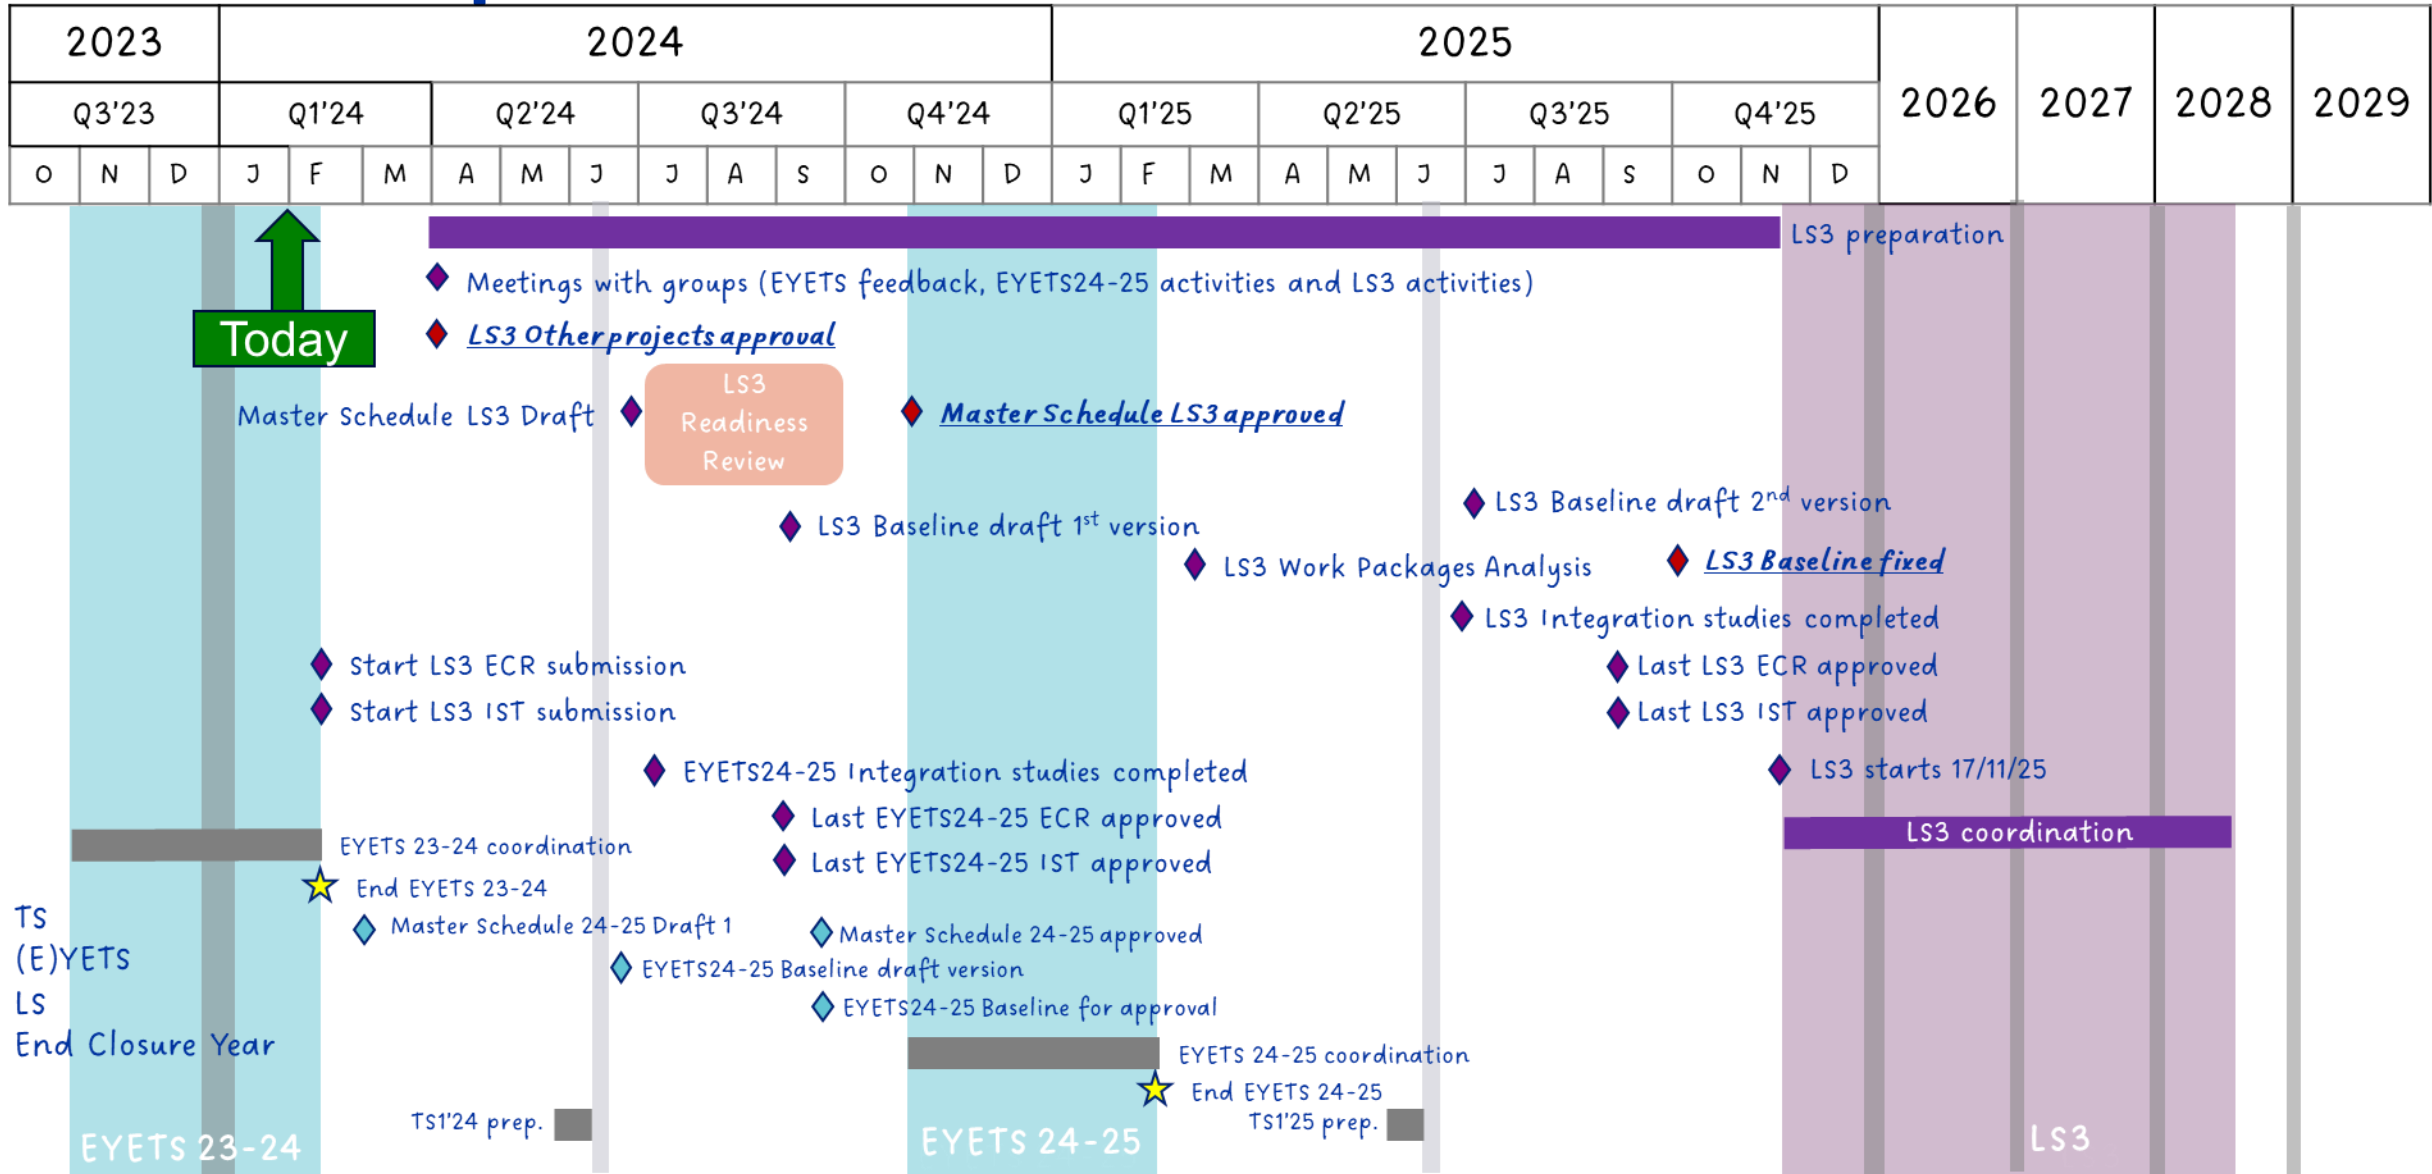 2023 2024 2025 2026 2027 2028 2029
Q3'23 Q1'24 Q2'24 Q3'24 Q4'24 Q1'25 Q2'25 Q3'25 Q4'25
O N D J F M A M J J A S O N D J F M A M J J A S O N D
LS3 preparation
Meetings with groups (EYETS feedback, EYETS24-25 activities and LS3 activities)
Today
LS3 Other projects approval
LS3
Readiness
Review
Master Schedule LS3 Draft
Master Schedule LS3 approved
LS3 Baseline draft 2nd version
LS3 Baseline draft 1st version
LS3 Work Packages Analysis
LS3 Baseline fixed
LS3 Integration studies completed
Start LS3 ECR submission
Last LS3 ECR approved
Start LS3 IST submission
Last LS3 IST approved
EYETS24-25 Integration studies completed
LS3 starts 17/11/25
Last EYETS24-25 ECR approved
LS3 coordination
EYETS 23-24 coordination
Last EYETS24-25 IST approved
End EYETS 23-24
TS
Master Schedule 24-25 Draft 1
Master Schedule 24-25 approved
(E)YETS
EYETS24-25 Baseline draft version
LS
EYETS24-25 Baseline for approval
End Closure Year
EYETS 24-25 coordination
End EYETS 24-25
TS1'24 prep.
TS1'25 prep.
EYETS 23-24
EYETS 24-25
LS3